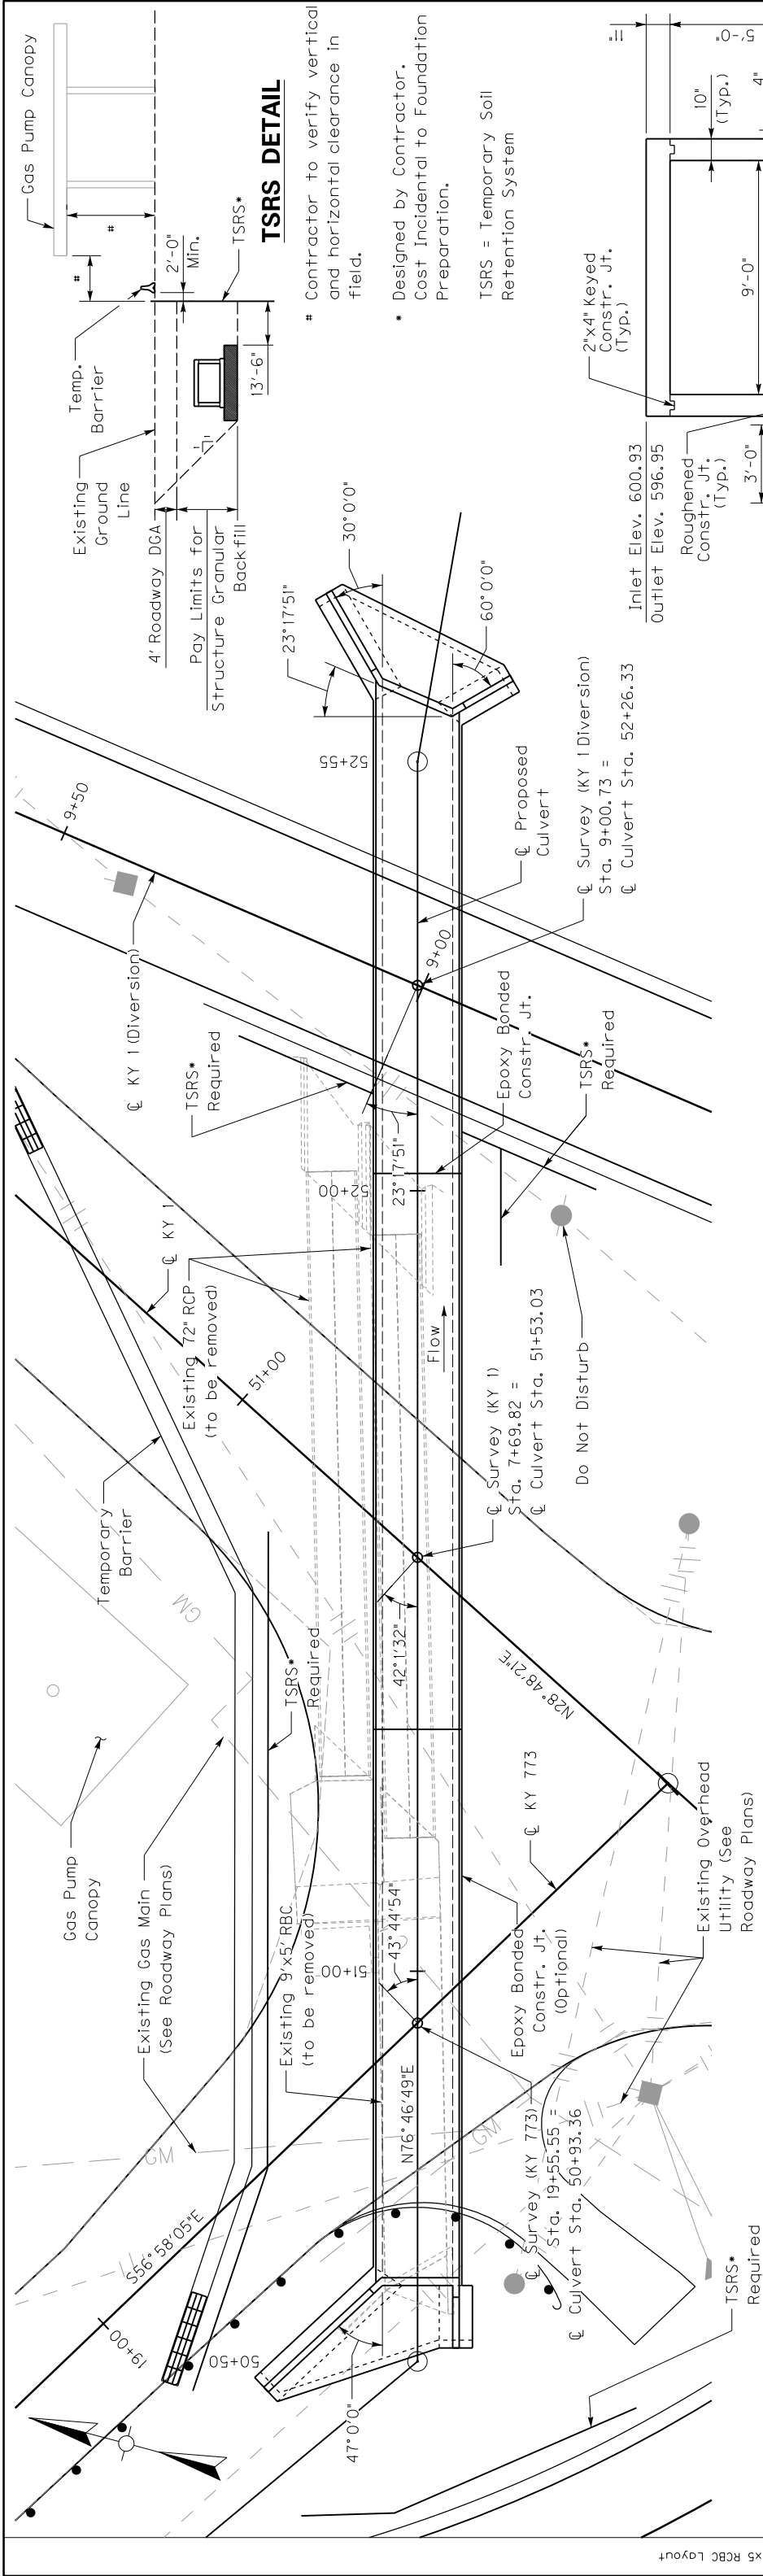 Gas Pump Canopy
#
#
Temp.
Barrier
2'-0"
Min.
TSRS*
Existing
Ground
Line
4' Roadway DGA
Pay Limits for
Structure Granular
Backfill
1
1
13'-6"
TSRS DETAIL
# Contractor to verify vertical
and horizontal clearance in
field.
* Designed by Contractor.
Cost Incidental to Foundation
Preparation.
TSRS = Temporary Soil
Retention System
11"
5'-0"
10"
(Typ.)
4"
2"x4" Keyed
Constr. Jt.
(Typ.)
9'-0"
Inlet Elev. 600.93
Outlet Elev. 596.95
Roughened
Constr. Jt.
(Typ.)
3'-0"
30°0'0"
23°17'51"
60°0'0"
52+55
9+50
℄ Proposed
Culvert
℄ Survey (KY 1 Diversion)
Sta. 9+00.73 =
℄ Culvert Sta. 52+26.33
℄ KY 1 (Diversion)
9+00
TSRS*
Required
Epoxy Bonded
Constr. Jt.
TSRS*
Required
23°17'51"
52+00
℄ KY 1
Existing 72" RCP
(to be removed)
51+00
Flow
℄ Survey (KY 1)
Sta. 7+69.82 =
℄ Culvert Sta. 51+53.03
Do Not Disturb
Temporary
Barrier
GM
TSRS*
Required
42°1'32"
N28°48'21"E
Gas Pump
Canopy
Existing Gas Main
(See Roadway Plans)
Existing 9'x5' RBC
(to be removed)
43°44'54"
51+00
℄ KY 773
Epoxy Bonded
Constr. Jt.
(Optional)
Existing Overhead
Utility (See
Roadway Plans)
GM
GM
N76°46'49"E
℄ Survey (KY 773)
Sta. 19+55.55 =
℄ Culvert Sta. 50+93.36
S56°58'05"E
19+00
50+50
47°0'0"
TSRS*
Required
x5 RCBC Layout